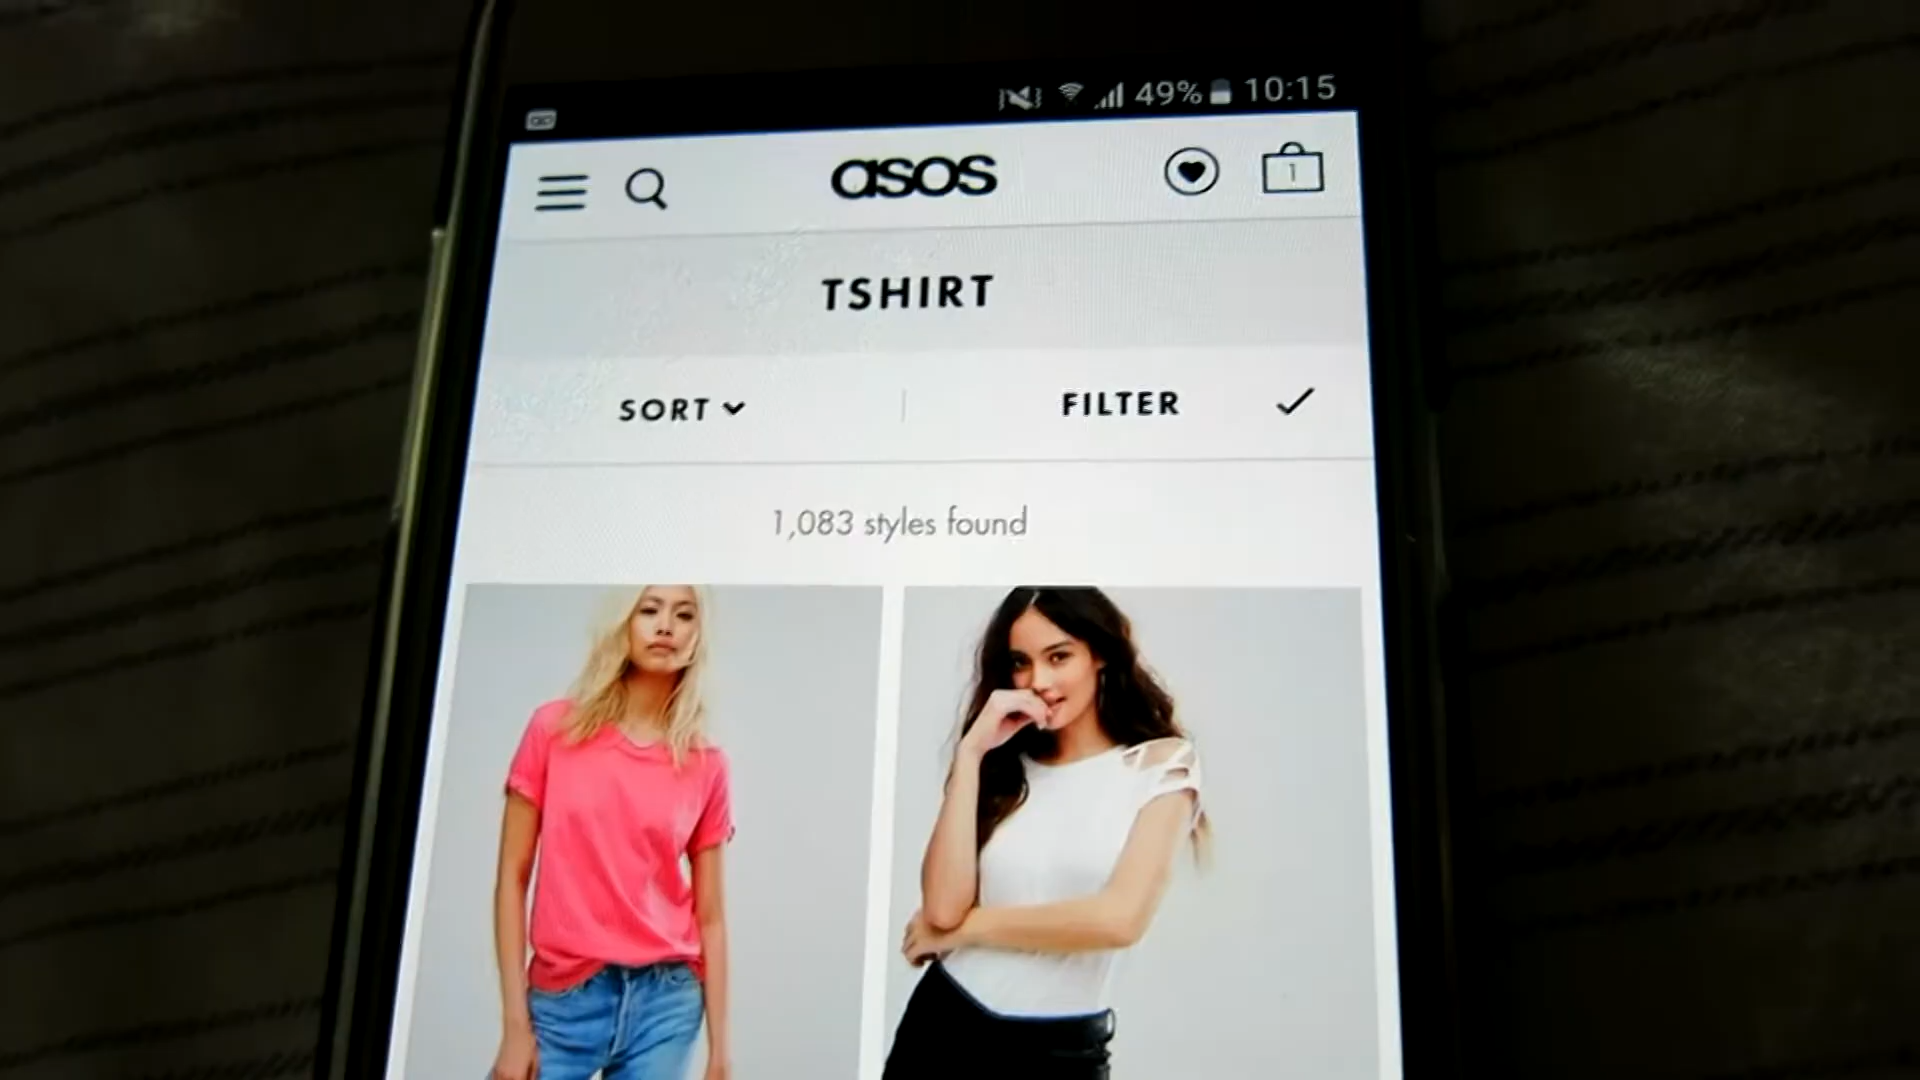 49% 10:15
asos
1
TSHIRT
SORT
FILTER
1,083 styles found